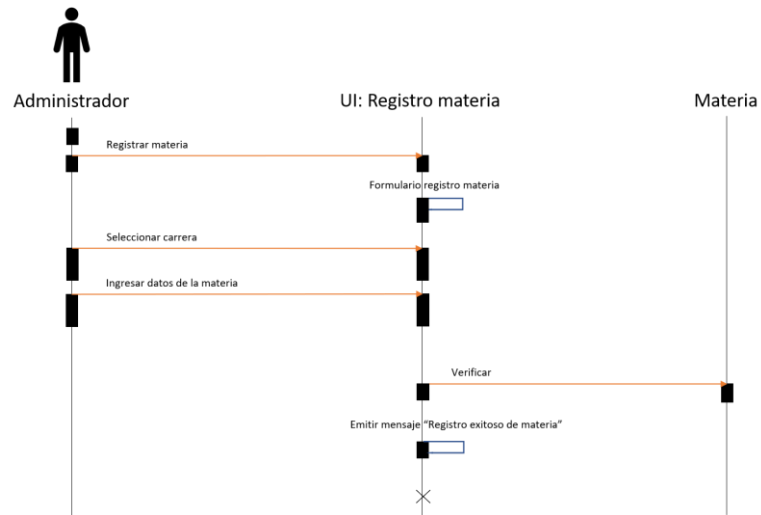 Administrador
UI: Registro materia
Materia
Registrar materia
Formulario registro materia
Seleccionar carrera
Ingresar datos de la materia
Verificar
Emitir mensaje “Registro exitoso de materia”